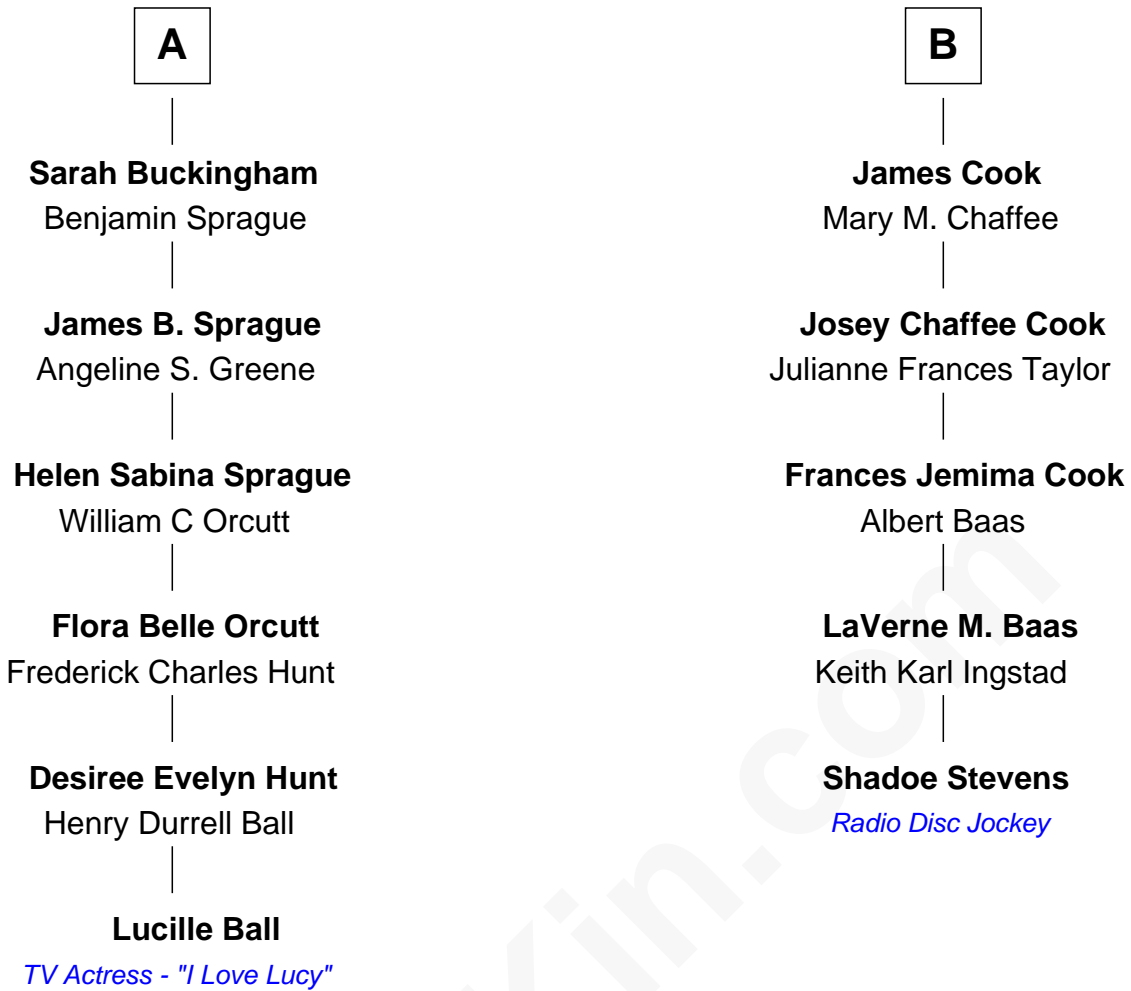 A
Sarah Buckingham
Benjamin Sprague
James B. Sprague
Angeline S. Greene
Helen Sabina Sprague
William C Orcutt
Flora Belle Orcutt
Frederick Charles Hunt
Desiree Evelyn Hunt
Henry Durrell Ball
Lucille Ball
TV Actress - "I Love Lucy"
B
James Cook
Mary M. Chaffee
Josey Chaffee Cook
Julianne Frances Taylor
Frances Jemima Cook
Albert Baas
LaVerne M. Baas
Keith Karl Ingstad
Shadoe Stevens
Radio Disc Jockey